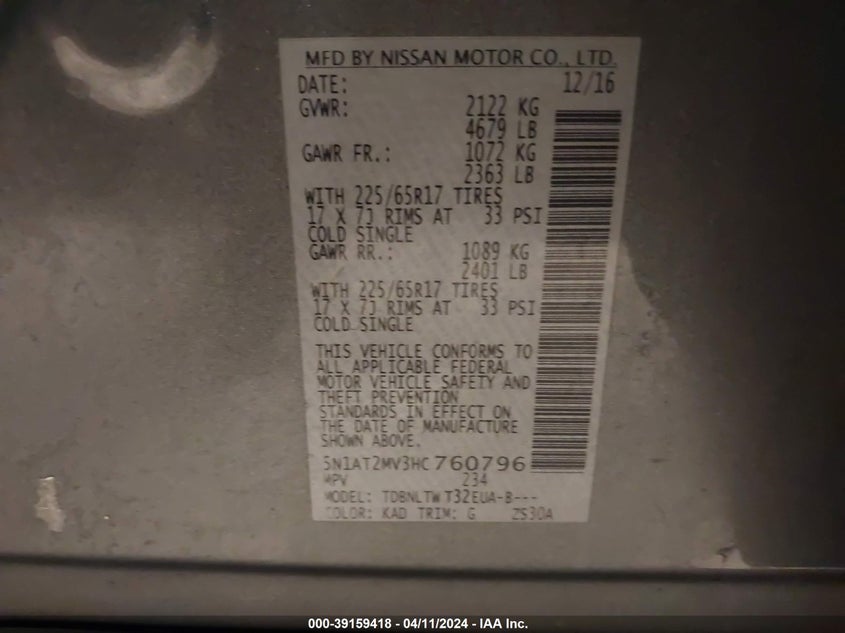 MFD BY NISSAN MOTOR CO., LTD.
DATE: 12/16
GVWR: 2122 KG
4679 LB
GAWR FR.: 1072 KG
2363 LB
WITH 225/65R17 TIRES
17 X 7J RIMS AT 33 PSI
COLD SINGLE
GAWR RR.: 1089 KG
2401 LB
WITH 225/65R17 TIRES
17 X 7J RIMS AT 33 PSI
COLD SINGLE
THIS VEHICLE CONFORMS TO
ALL APPLICABLE FEDERAL
MOTOR VEHICLE SAFETY AND
THEFT PREVENTION
STANDARDS IN EFFECT ON
THE DATE OF MANUFACTURE
SHOWN ABOVE.
5N1AT2MV3HC760796
MPV 234
MODEL: TDBNLTW T32EUA-B---
COLOR: KAD TRIM: G ZS30A
000-39159418 - 04/11/2024 - IAA Inc.